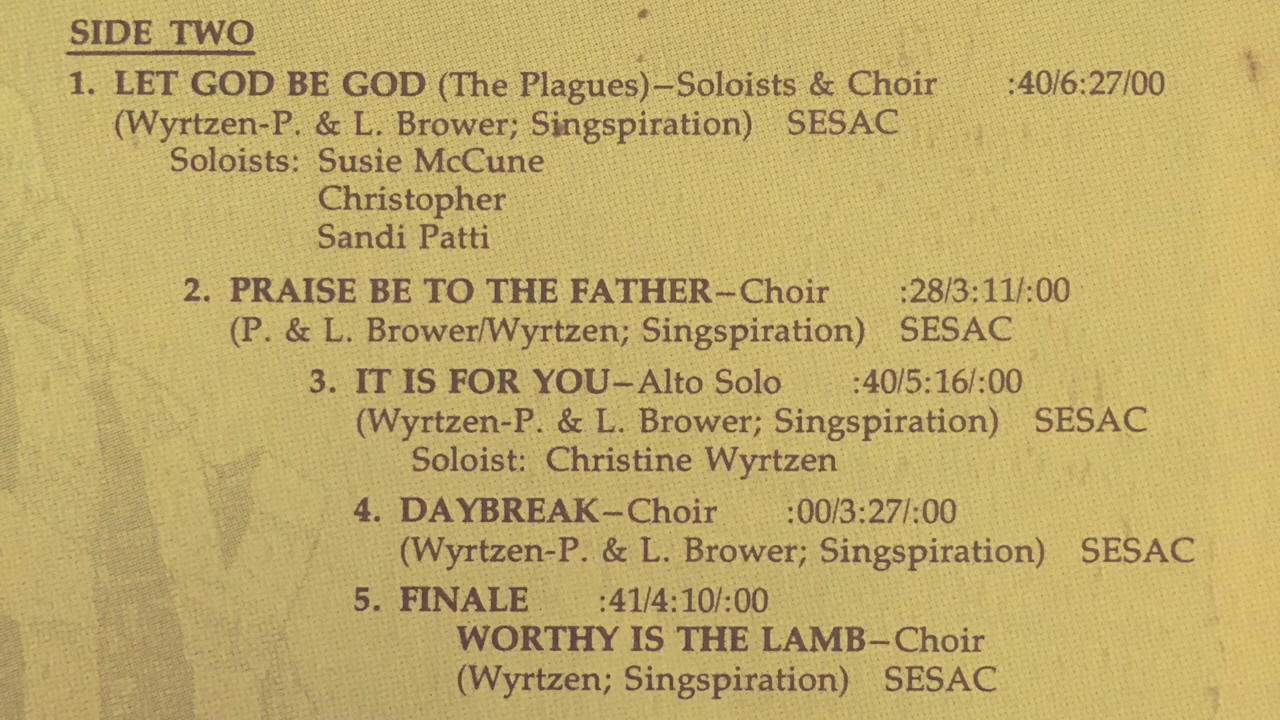 SIDE TWO
1. LET GOD BE GOD (The Plagues)–Soloists & Choir :40/6:27/00
(Wyrtzen-P. & L. Brower; Singspiration) SESAC
Soloists: Susie McCune
Christopher
Sandi Patti
2. PRAISE BE TO THE FATHER–Choir :28/3:11/:00
(P. & L. Brower/Wyrtzen; Singspiration) SESAC
3. IT IS FOR YOU–Alto Solo :40/5:16/:00
(Wyrtzen-P. & L. Brower; Singspiration) SESAC
Soloist: Christine Wyrtzen
4. DAYBREAK–Choir :00/3:27/:00
(Wyrtzen-P. & L. Brower; Singspiration) SESAC
5. FINALE :41/4:10/:00
WORTHY IS THE LAMB–Choir
(Wyrtzen; Singspiration) SESAC